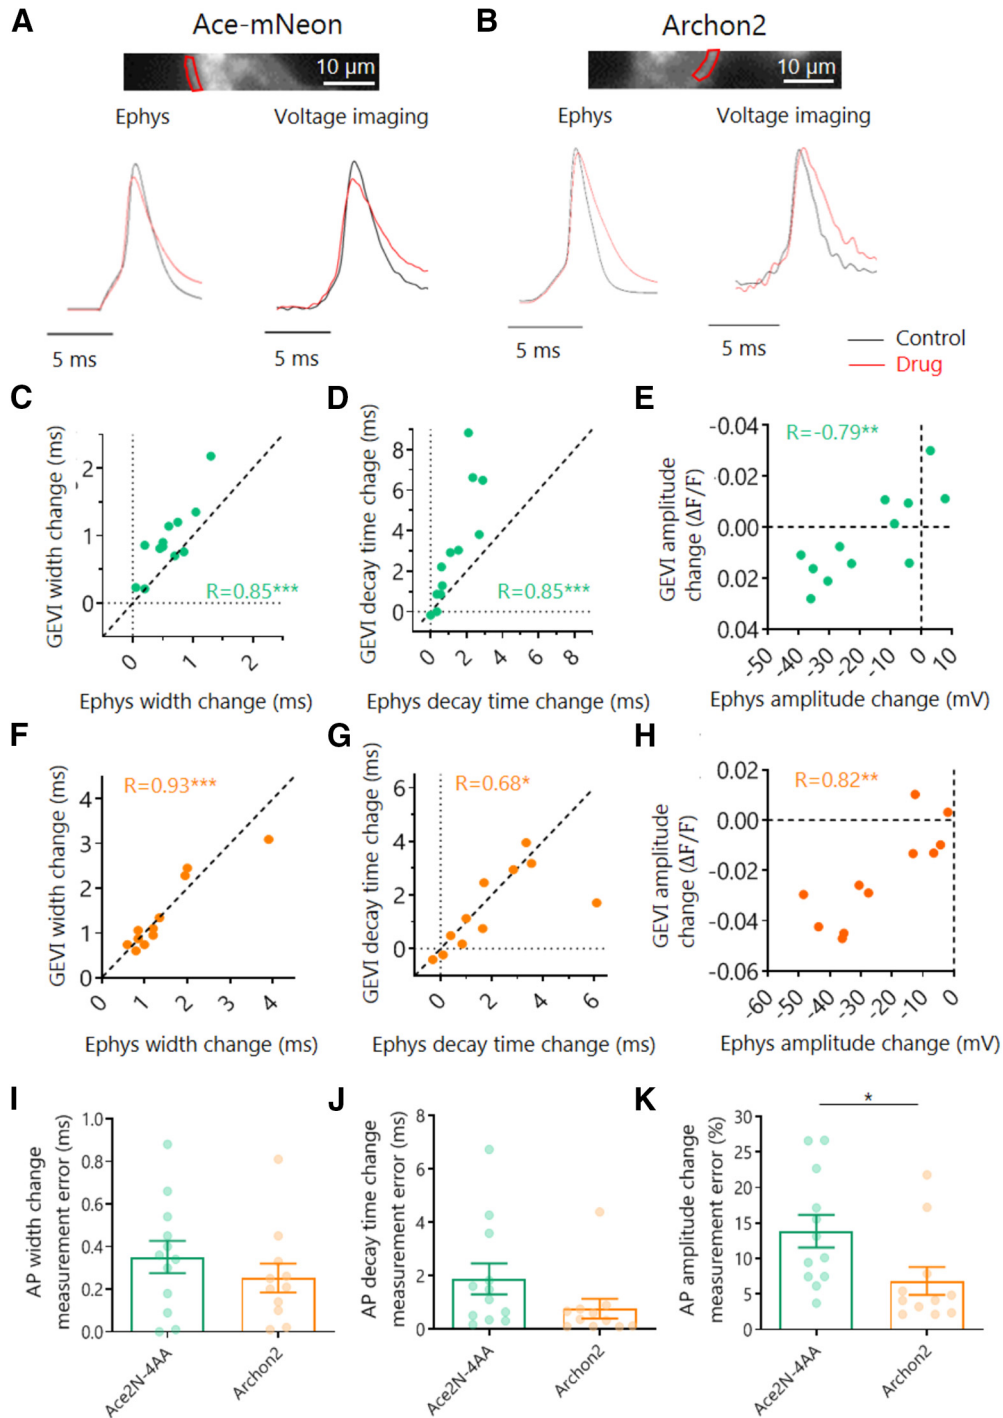 A
Ace-mNeon
B
Archon2
10 µm
10 µm
Ephys
Voltage imaging
Ephys
Voltage imaging
5 ms
5 ms
5 ms
5 ms
Control
Drug
C
GEVI width change (ms)
2
1
0
R=0.85***
0
1
2
Ephys width change (ms)
D
GEVI decay time chage (ms)
8
6
4
2
0
R=0.85***
0
2
4
6
8
Ephys decay time change (ms)
E
GEVI amplitude
change (ΔF/F)
-0.04
-0.02
0.00
0.02
0.04
R=-0.79**
-50
-40
-30
-20
-10
0
10
Ephys amplitude change (mV)
F
GEVI width change (ms)
4
3
2
1
0
R=0.93***
0
1
2
3
4
Ephys width change (ms)
G
GEVI decay time chage (ms)
6
4
2
0
R=0.68*
0
2
4
6
Ephys decay time change (ms)
H
GEVI amplitude
change (ΔF/F)
0.02
0.00
-0.02
-0.04
-0.06
R=0.82**
-60
-50
-40
-30
-20
-10
0
Ephys amplitude change (mV)
I
AP width change
measurement error (ms)
1.0
0.8
0.6
0.4
0.2
0.0
Ace2N-4AA
Archon2
J
AP decay time change
measurement error (ms)
8
6
4
2
0
Ace2N-4AA
Archon2
K
AP amplitude change
measurement error (%)
30
25
20
15
10
5
0
*
Ace2N-4AA
Archon2